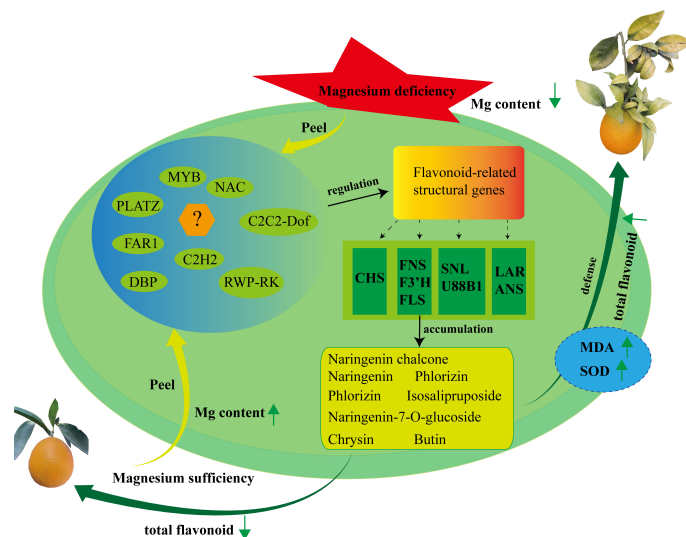 Magnesium deficiency
Mg content
Peel
MYB
NAC
PLATZ
?
C2C2-Dof
FAR1
C2H2
DBP
RWP-RK
regulation
Flavonoid-related
structural genes
CHS
FNS
F3'H
FLS
SNL
U88B1
LAR
ANS
accumulation
Naringenin chalcone
Naringenin Phlorizin
Phlorizin Isosalipruposide
Naringenin-7-O-glucoside
Chrysin Butin
defense
total flavonoid
MDA
SOD
Peel
Mg content
Magnesium sufficiency
total flavonoid